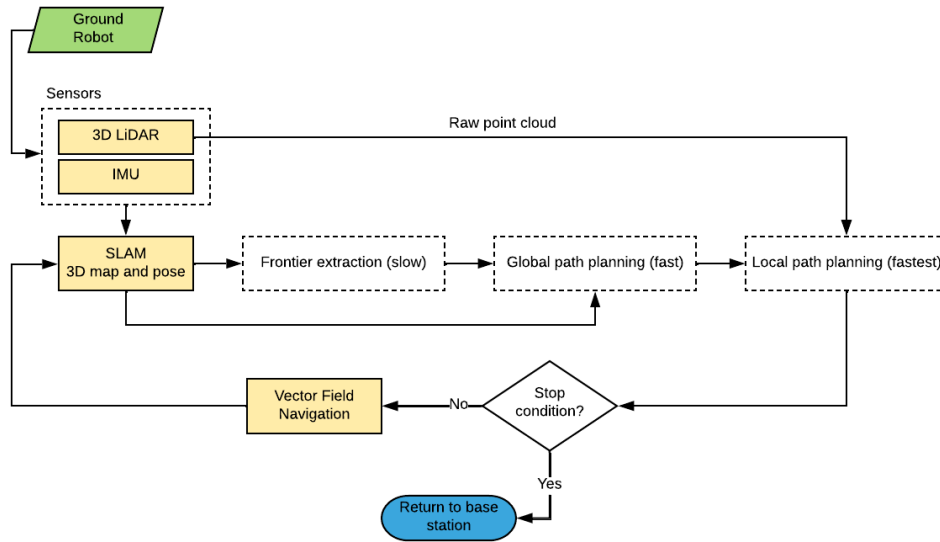 Ground
Robot
Sensors
3D LiDAR
Raw point cloud
IMU
SLAM
3D map and pose
Frontier extraction (slow)
Global path planning (fast)
Local path planning (fastest)
Vector Field
Navigation
No
Stop
condition?
Yes
Return to base
station